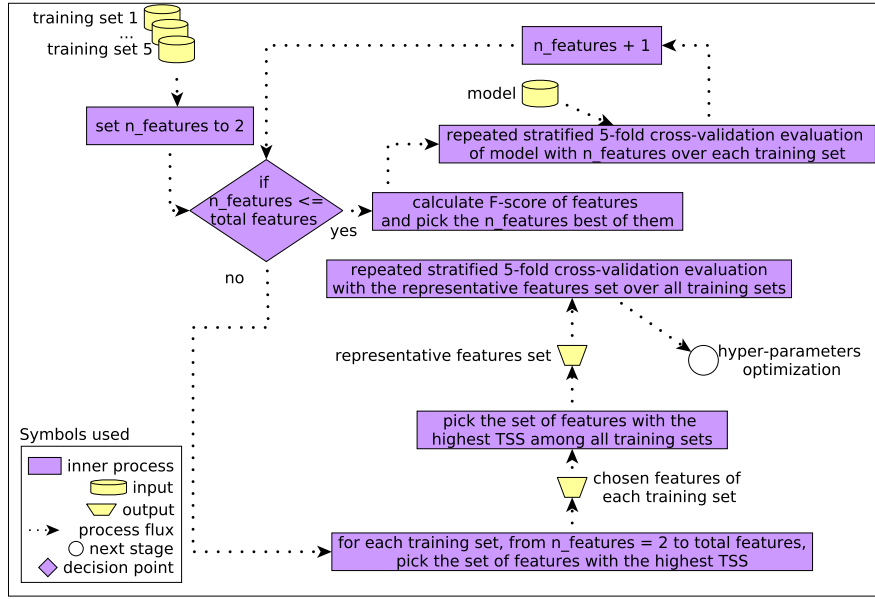 training set 1
...
training set 5
n_features + 1
model
set n_features to 2
repeated stratified 5-fold cross-validation evaluation
of model with n_features over each training set
if
n_features <=
total features
yes
calculate F-score of features
and pick the n_features best of them
no
repeated stratified 5-fold cross-validation evaluation
with the representative features set over all training sets
representative features set
hyper-parameters
optimization
pick the set of features with the
highest TSS among all training sets
chosen features of
each training set
for each training set, from n_features = 2 to total features,
pick the set of features with the highest TSS
Symbols used
inner process
input
output
process flux
next stage
decision point